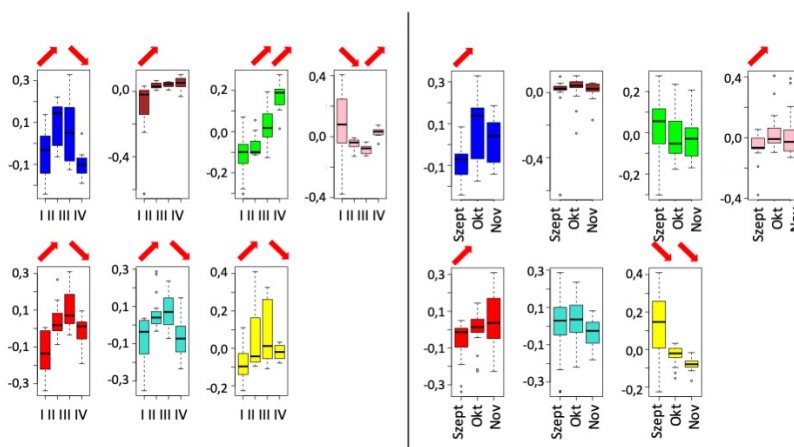 0,3
0,1
-0,1
I II III IV
0,0
-0,4
I II III IV
0,2
0,0
0,2
I II III IV
0,4
0,0
-0,4
I II III IV
0,3
0,1
-0,1
Szept
Okt
Nov
0,0
-0,4
Szept
Okt
Nov
0,2
0,0
-0,2
Szept
Okt
Nov
0,4
0,0
-0,4
Szept
Okt
Nov
0,3
0,1
-0,1
-0,3
I II III IV
0,3
0,1
-0,1
-0,3
I II III IV
0,4
0,2
0,0
-0,2
I II III IV
0,3
0,1
-0,1
-0,3
Szept
Okt
Nov
0,3
0,1
-0,1
-0,3
Szept
Okt
Nov
0,4
0,2
0,0
-0,2
Szept
Okt
Nov